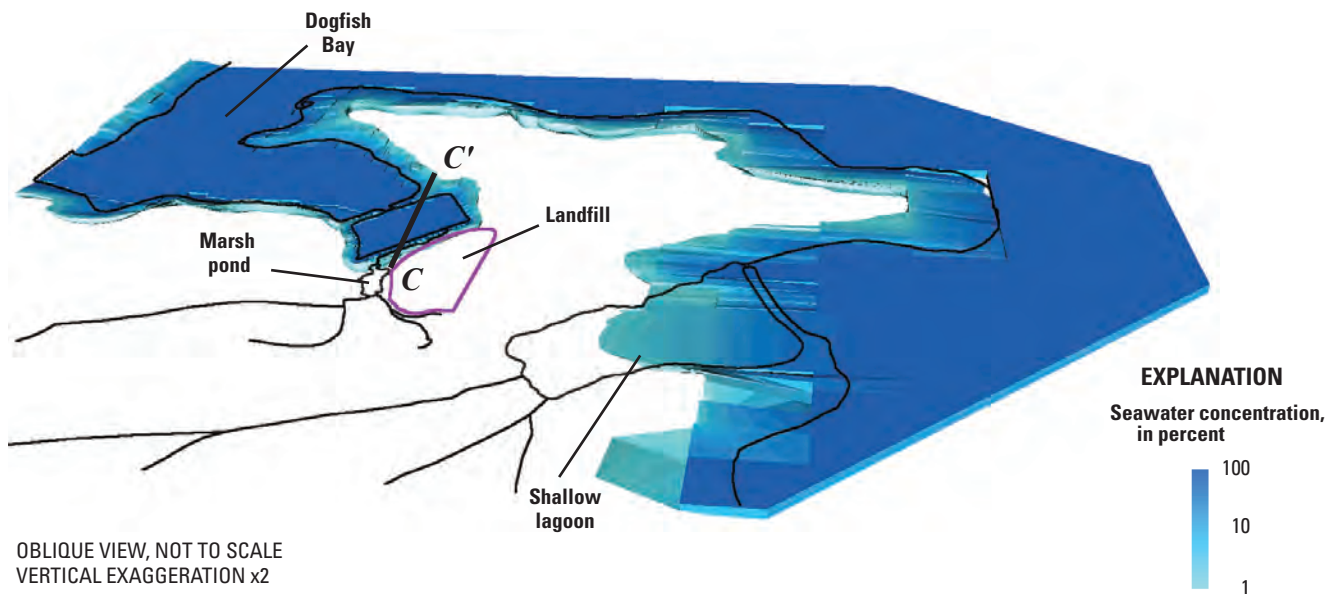 Dogfish
Bay
C'
Landfill
Marsh
pond
C
Shallow
lagoon
EXPLANATION
Seawater concentration,
in percent
100
10
1
OBLIQUE VIEW, NOT TO SCALE
VERTICAL EXAGGERATION x2